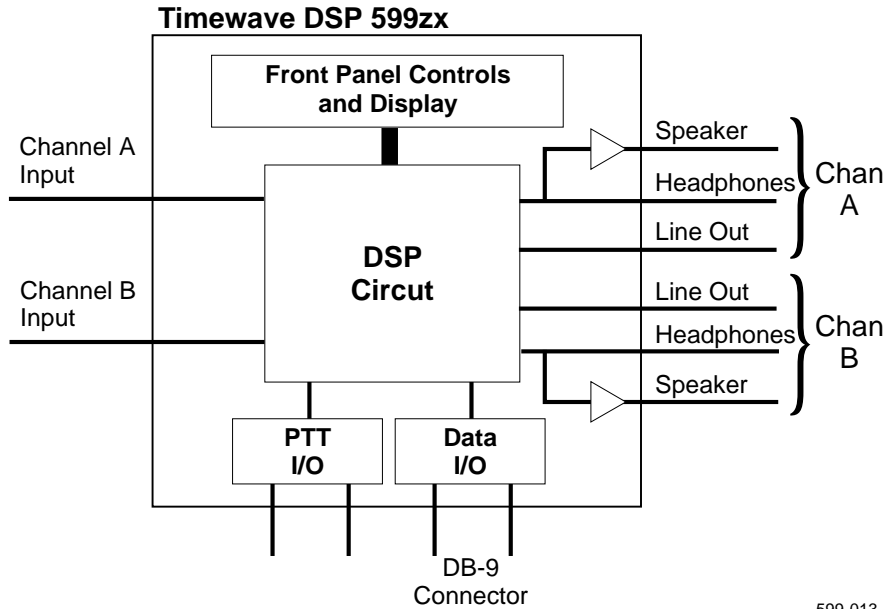 Timewave DSP 599zx
Front Panel Controls
and Display
Channel A
Input
Channel B
Input
DSP
Circut
Speaker
Headphones
Line Out
Chan
A
Line Out
Headphones
Speaker
Chan
B
PTT
I/O
Data
I/O
DB-9
Connector
599-013